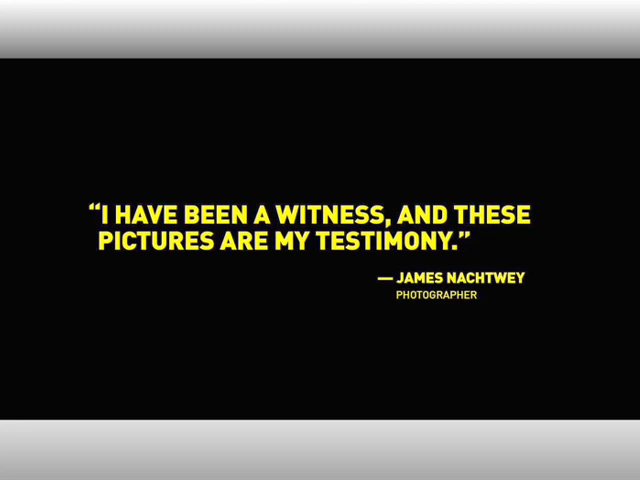 “I HAVE BEEN A WITNESS, AND THESE
PICTURES ARE MY TESTIMONY.”
— JAMES NACHTWEY
PHOTOGRAPHER